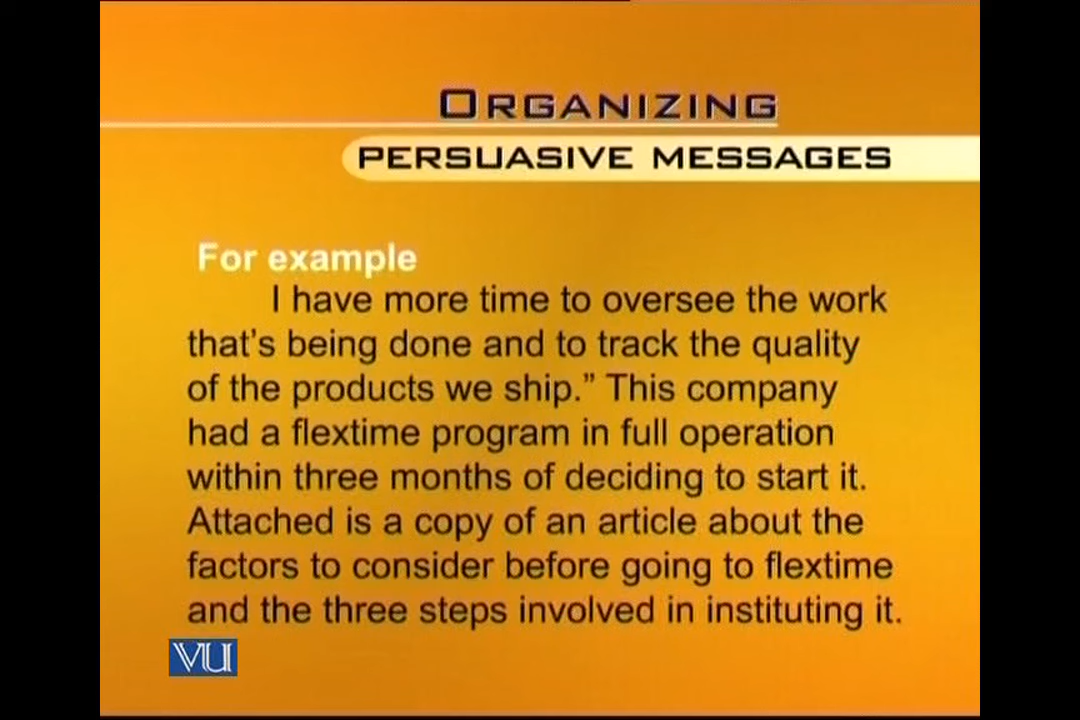 ORGANIZING
PERSUASIVE MESSAGES
For example
I have more time to oversee the work
that's being done and to track the quality
of the products we ship.” This company
had a flextime program in full operation
within three months of deciding to start it.
Attached is a copy of an article about the
factors to consider before going to flextime
and the three steps involved in instituting it.
VU